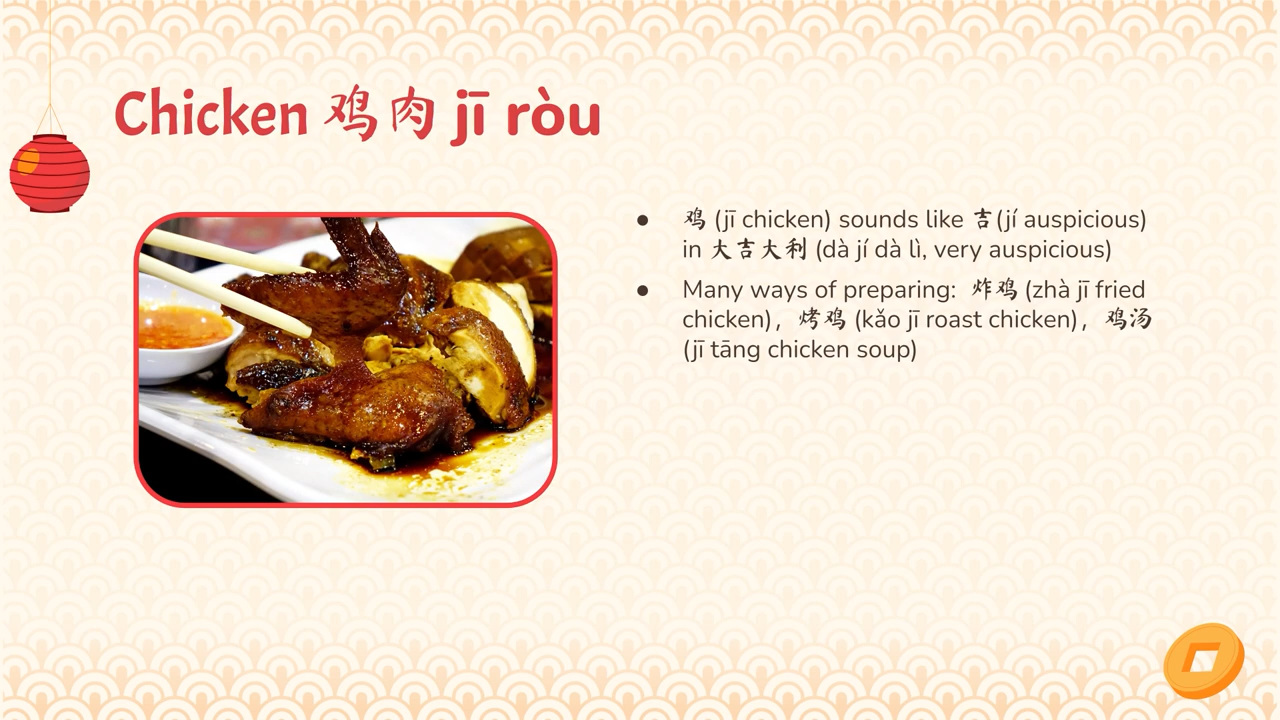 Chicken 鸡肉 jī ròu
● 鸡 (jī chicken) sounds like 吉(jí auspicious)
in 大吉大利 (dà jí dà lì, very auspicious)
● Many ways of preparing: 炸鸡 (zhà jī fried
chicken)，烤鸡 (kǎo jī roast chicken)，鸡汤
(jī tāng chicken soup)